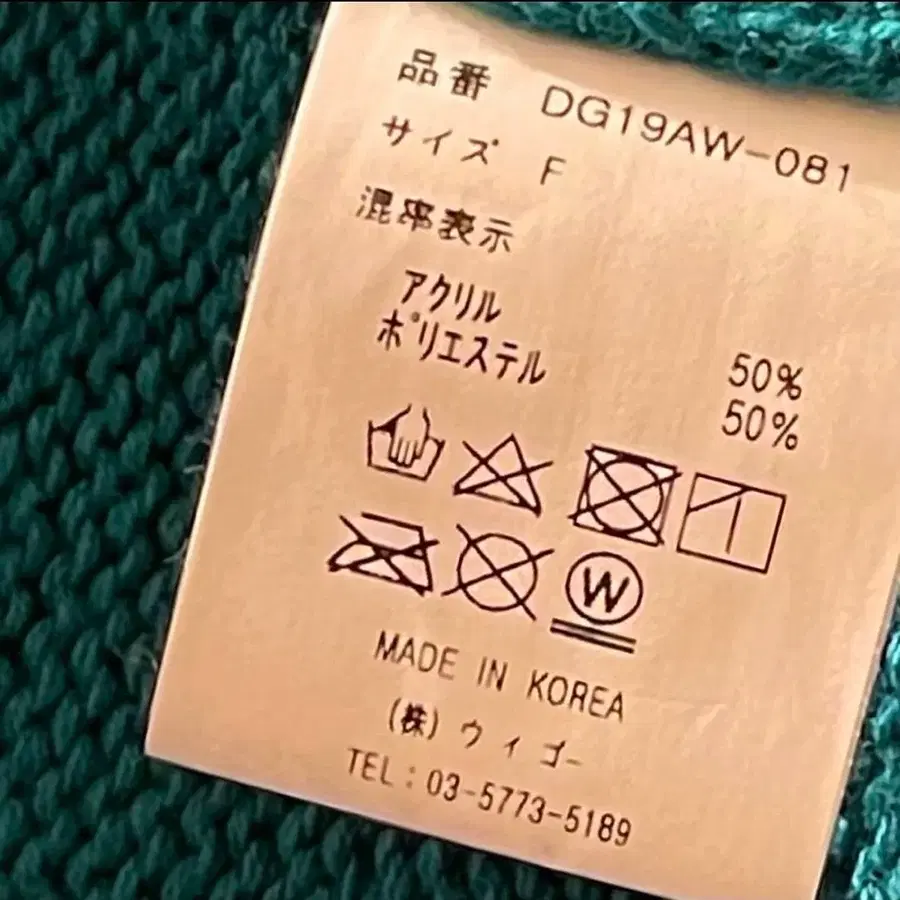 品番 DG19AW-081
サイズ F
混率表示
アクリル 50%
ポリエステル 50%
W
MADE IN KOREA
(株) ウィゴー
TEL : 03-5773-5189